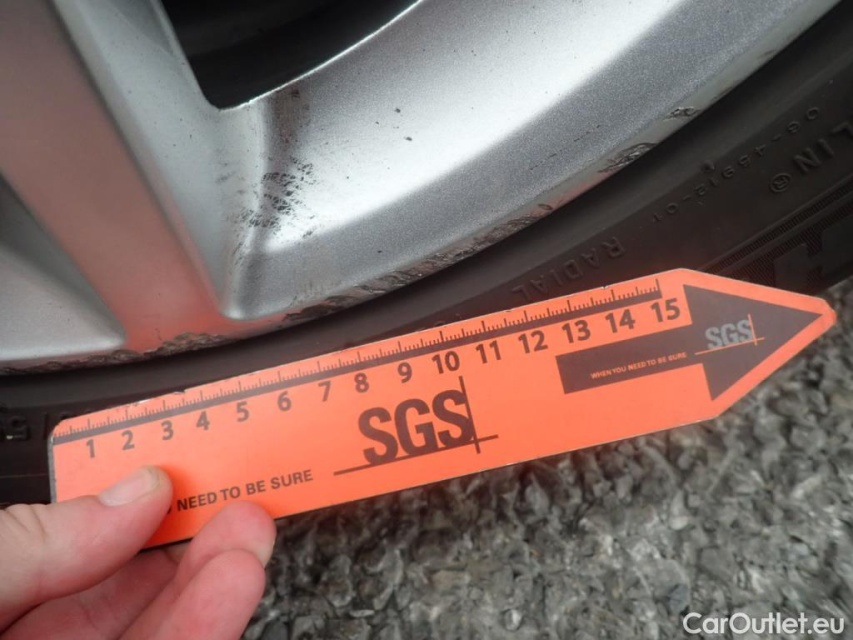 LIN®
RADIAL
1 2 3 4 5 6 7 8 9 10 11 12 13 14 15
SGS
NEED TO BE SURE
WHEN YOU NEED TO BE SURE
SGS
CarOutlet.eu